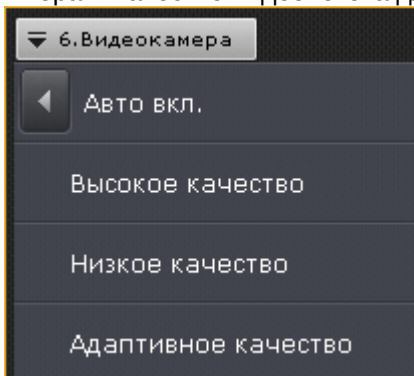 6.Видеокамера
Авто вкл.
Высокое качество
Низкое качество
Адаптивное качество